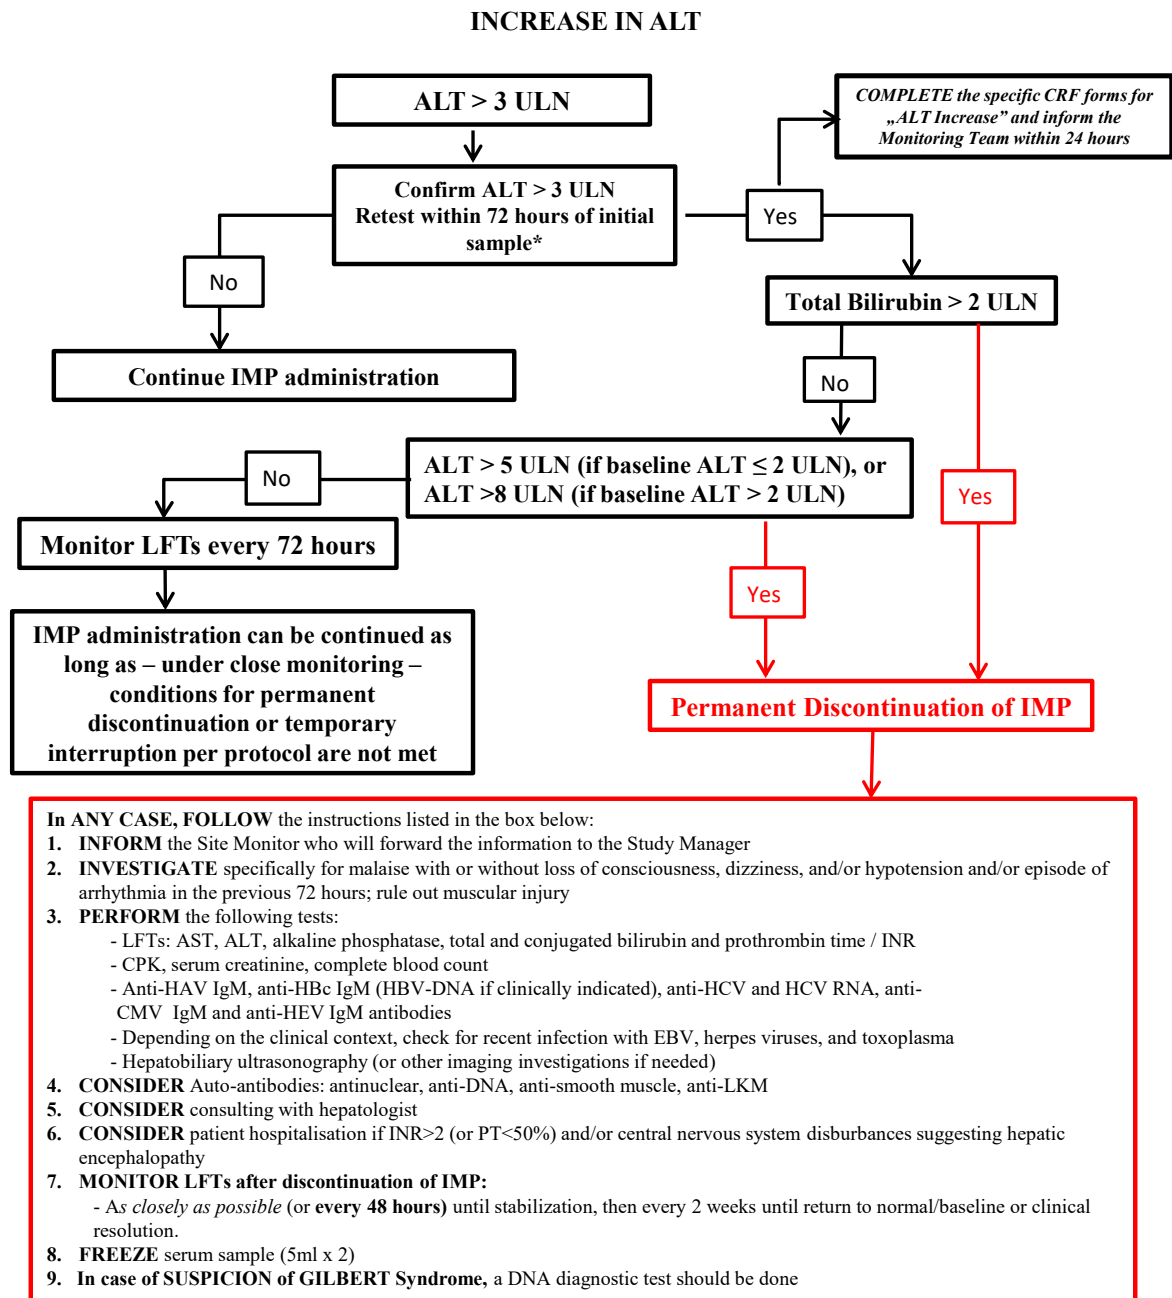 INCREASE IN ALT
ALT > 3 ULN
COMPLETE the specific CRF forms for
„ALT Increase” and inform the
Monitoring Team within 24 hours
Confirm ALT > 3 ULN
Retest within 72 hours of initial
sample*
Yes
No
Total Bilirubin > 2 ULN
Continue IMP administration
No
ALT > 5 ULN (if baseline ALT ≤ 2 ULN), or
ALT >8 ULN (if baseline ALT > 2 ULN)
No
Yes
Monitor LFTs every 72 hours
Yes
IMP administration can be continued as
long as – under close monitoring –
conditions for permanent
discontinuation or temporary
interruption per protocol are not met
Permanent Discontinuation of IMP
In ANY CASE, FOLLOW the instructions listed in the box below:
1. INFORM the Site Monitor who will forward the information to the Study Manager
2. INVESTIGATE specifically for malaise with or without loss of consciousness, dizziness, and/or hypotension and/or episode of
arrhythmia in the previous 72 hours; rule out muscular injury
3. PERFORM the following tests:
- LFTs: AST, ALT, alkaline phosphatase, total and conjugated bilirubin and prothrombin time / INR
- CPK, serum creatinine, complete blood count
- Anti-HAV IgM, anti-HBc IgM (HBV-DNA if clinically indicated), anti-HCV and HCV RNA, anti-
CMV IgM and anti-HEV IgM antibodies
- Depending on the clinical context, check for recent infection with EBV, herpes viruses, and toxoplasma
- Hepatobiliary ultrasonography (or other imaging investigations if needed)
4. CONSIDER Auto-antibodies: antinuclear, anti-DNA, anti-smooth muscle, anti-LKM
5. CONSIDER consulting with hepatologist
6. CONSIDER patient hospitalisation if INR>2 (or PT<50%) and/or central nervous system disburbances suggesting hepatic
encephalopathy
7. MONITOR LFTs after discontinuation of IMP:
- As closely as possible (or every 48 hours) until stabilization, then every 2 weeks until return to normal/baseline or clinical
resolution.
8. FREEZE serum sample (5ml x 2)
9. In case of SUSPICION of GILBERT Syndrome, a DNA diagnostic test should be done